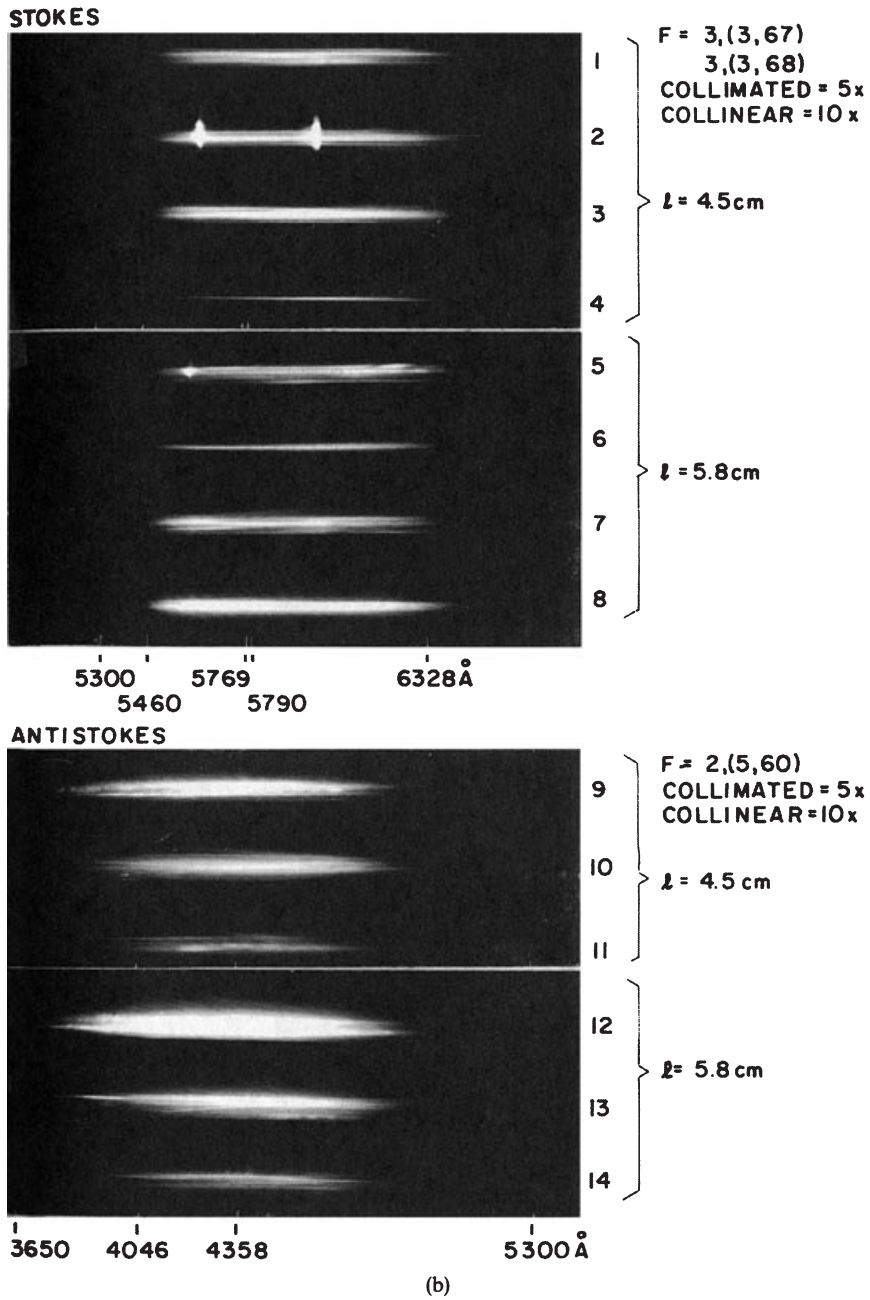 STOKES
F = 3,(3,67)
3,(3,68)
COLLIMATED = 5x
COLLINEAR = 10x
1
2
3
l = 4.5cm
4
5
6
l = 5.8cm
7
8
5300 5769 6328Å
5460 5790
ANTISTOKES
F = 2,(5,60)
COLLIMATED = 5x
COLLINEAR=10x
9
10
l = 4.5 cm
11
12
l= 5.8cm
13
14
3650 4046 4358 5300Å
(b)